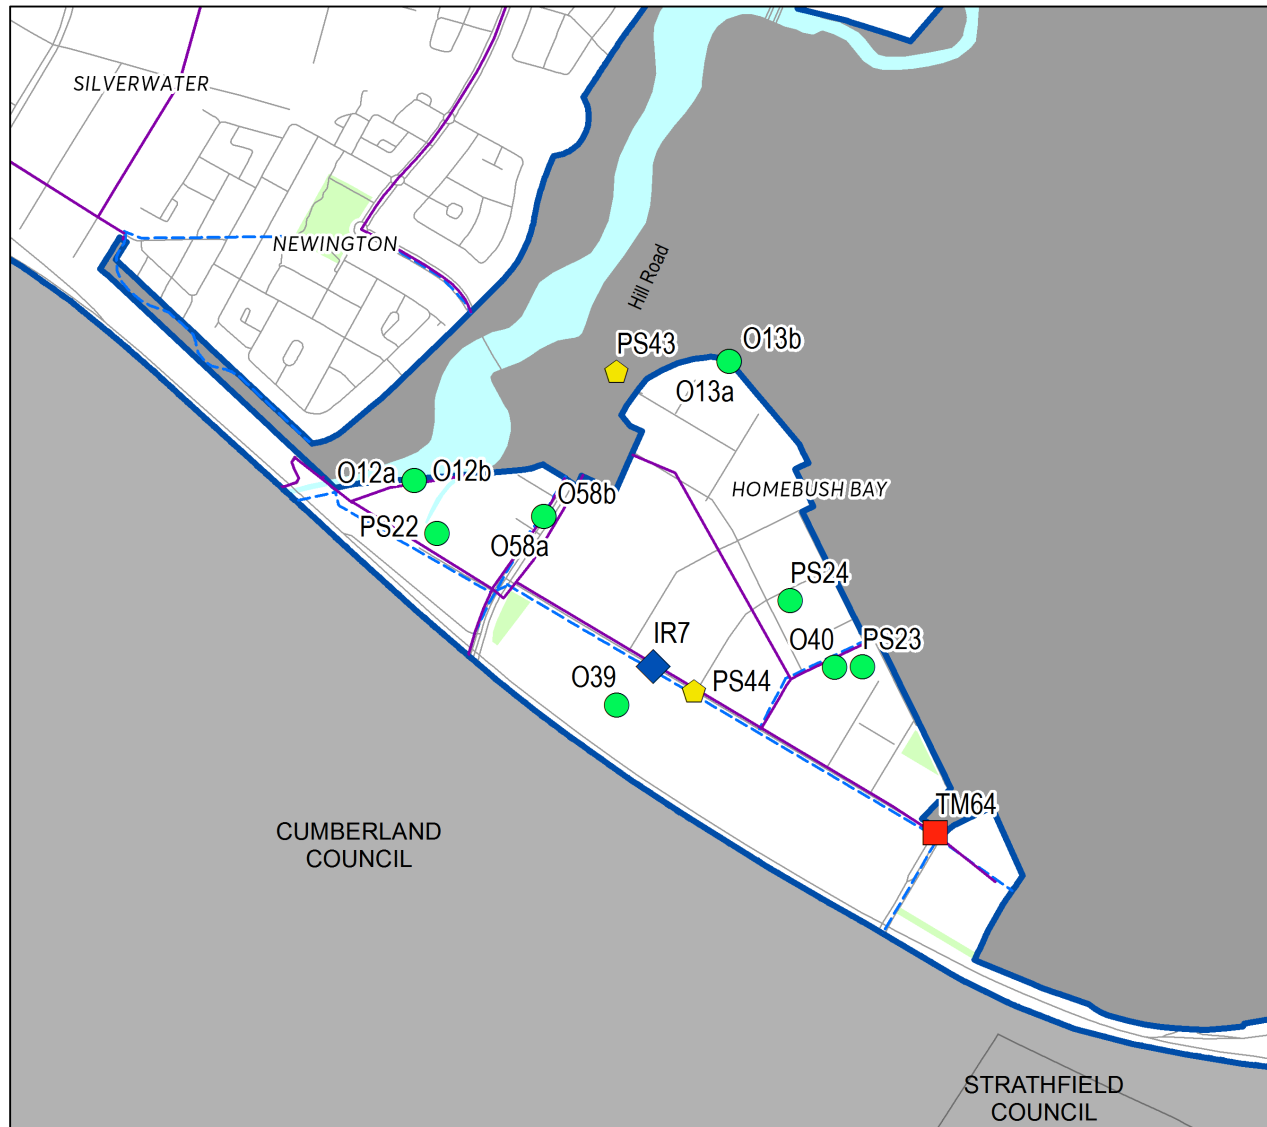 SILVERWATER
NEWINGTON
Hill Road
PS43
O13b
O13a
O12a
O12b
HOMEBUSH BAY
O58b
PS22
O58a
PS24
IR7
O40
PS23
O39
PS44
TM64
CUMBERLAND
COUNCIL
STRATHFIELD
COUNCIL